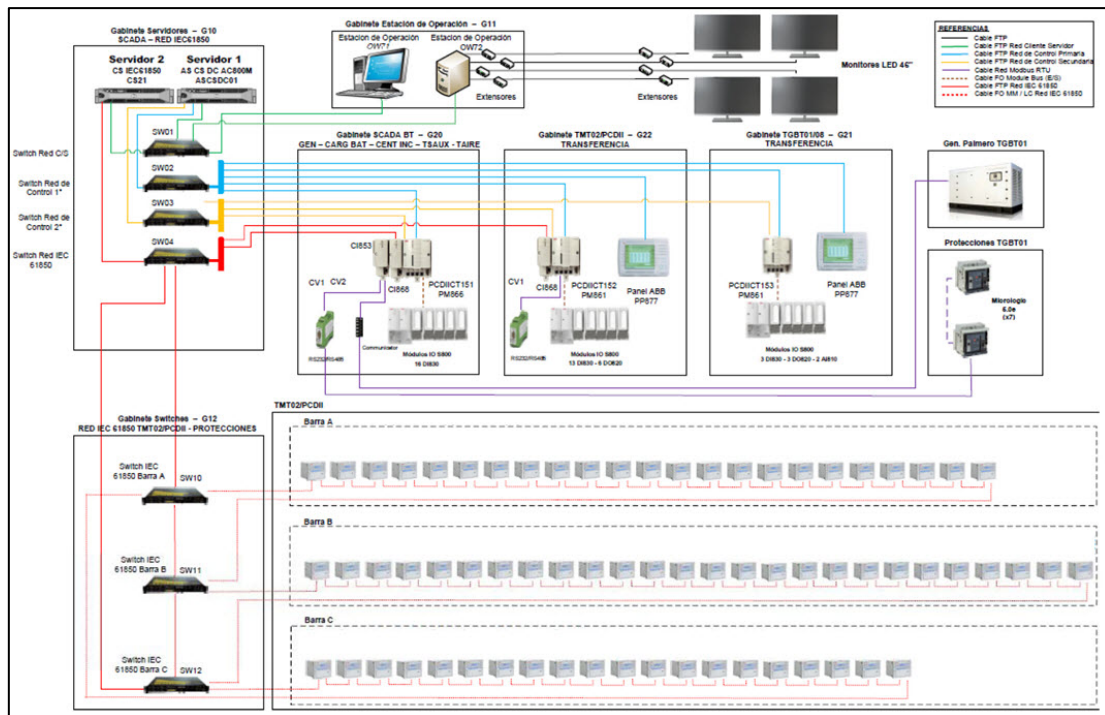 Gabinete Servidores – G10
SCADA – RED IEC61850
Servidor 2
CS IEC61850
CS21
Servidor 1
AS CS DC AC800M
ASCSDC01
SW01
Switch Red C/S
SW02
Switch Red de
Control 1°
SW03
Switch Red de
Control 2°
SW04
Switch Red IEC
61850
Gabinete Estación de Operación – G11
Estacion de Operación
OW71
Estacion de Operación
OW72
Extensores
Extensores
Monitores LED 46"
REFERENCIAS
Cable FTP
Cable FTP Red Cliente Servidor
Cable FTP Red de Control Primaria
Cable FTP Red de Control Secundaria
Cable Red Modbus RTU
Cable FO Module Bus (E/S)
Cable FTP Red IEC 61850
Cable FO MM / LC Red IEC 61850
Gabinete SCADA BT – G20
GEN – CARG BAT – CENT INC – TSAUX - TAIRE
CI853
CV1
CV2
CI868
PCDIICT151
PM866
RS232/RS485
Communicator
Módulos IO S800
16 DI830
Gabinete TMT02/PCDII – G22
TRANSFERENCIA
CV1
CI868
PCDIICT152
PM861
Panel ABB
PP877
RS232/RS485
Módulos IO S800
13 DI830 - 6 DO820
Gabinete TGBT01/08 – G21
TRANSFERENCIA
PCDIICT153
PM861
Panel ABB
PP877
Módulos IO S800
3 DI830 - 3 DO820 - 2 AI810
Gen. Palmero TGBT01
Protecciones TGBT01
Micrologic
6.0e
(x7)
Gabinete Switches – G12
RED IEC 61850 TMT02/PCDII - PROTECCIONES
Switch IEC
61850 Barra A
SW10
Switch IEC
61850 Barra B
SW11
Switch IEC
61850 Barra C
SW12
TMT02/PCDII
Barra A
Barra B
Barra C